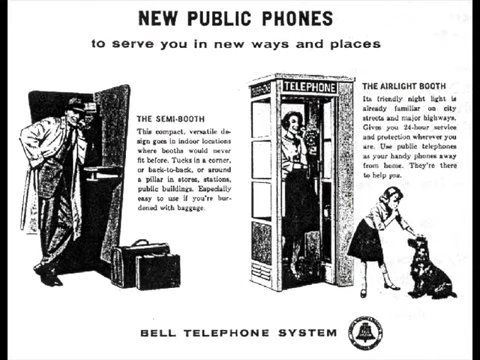 NEW PUBLIC PHONES
to serve you in new ways and places
THE SEMI-BOOTH
This compact, versatile de-
sign goes in indoor locations
where booths would never
fit before. Tucks in a corner,
or back-to-back, or around
a pillar in stores, stations,
public buildings. Especially
easy to use if you're bur-
dened with baggage.
TELEPHONE
TELEPHONE
THE AIRLIGHT BOOTH
Its friendly night light is
already familiar on city
streets and major highways.
Gives you 24-hour service
and protection wherever you
are. Use public telephones
as your handy phones away
from home. They're there
to help you.
BELL TELEPHONE SYSTEM